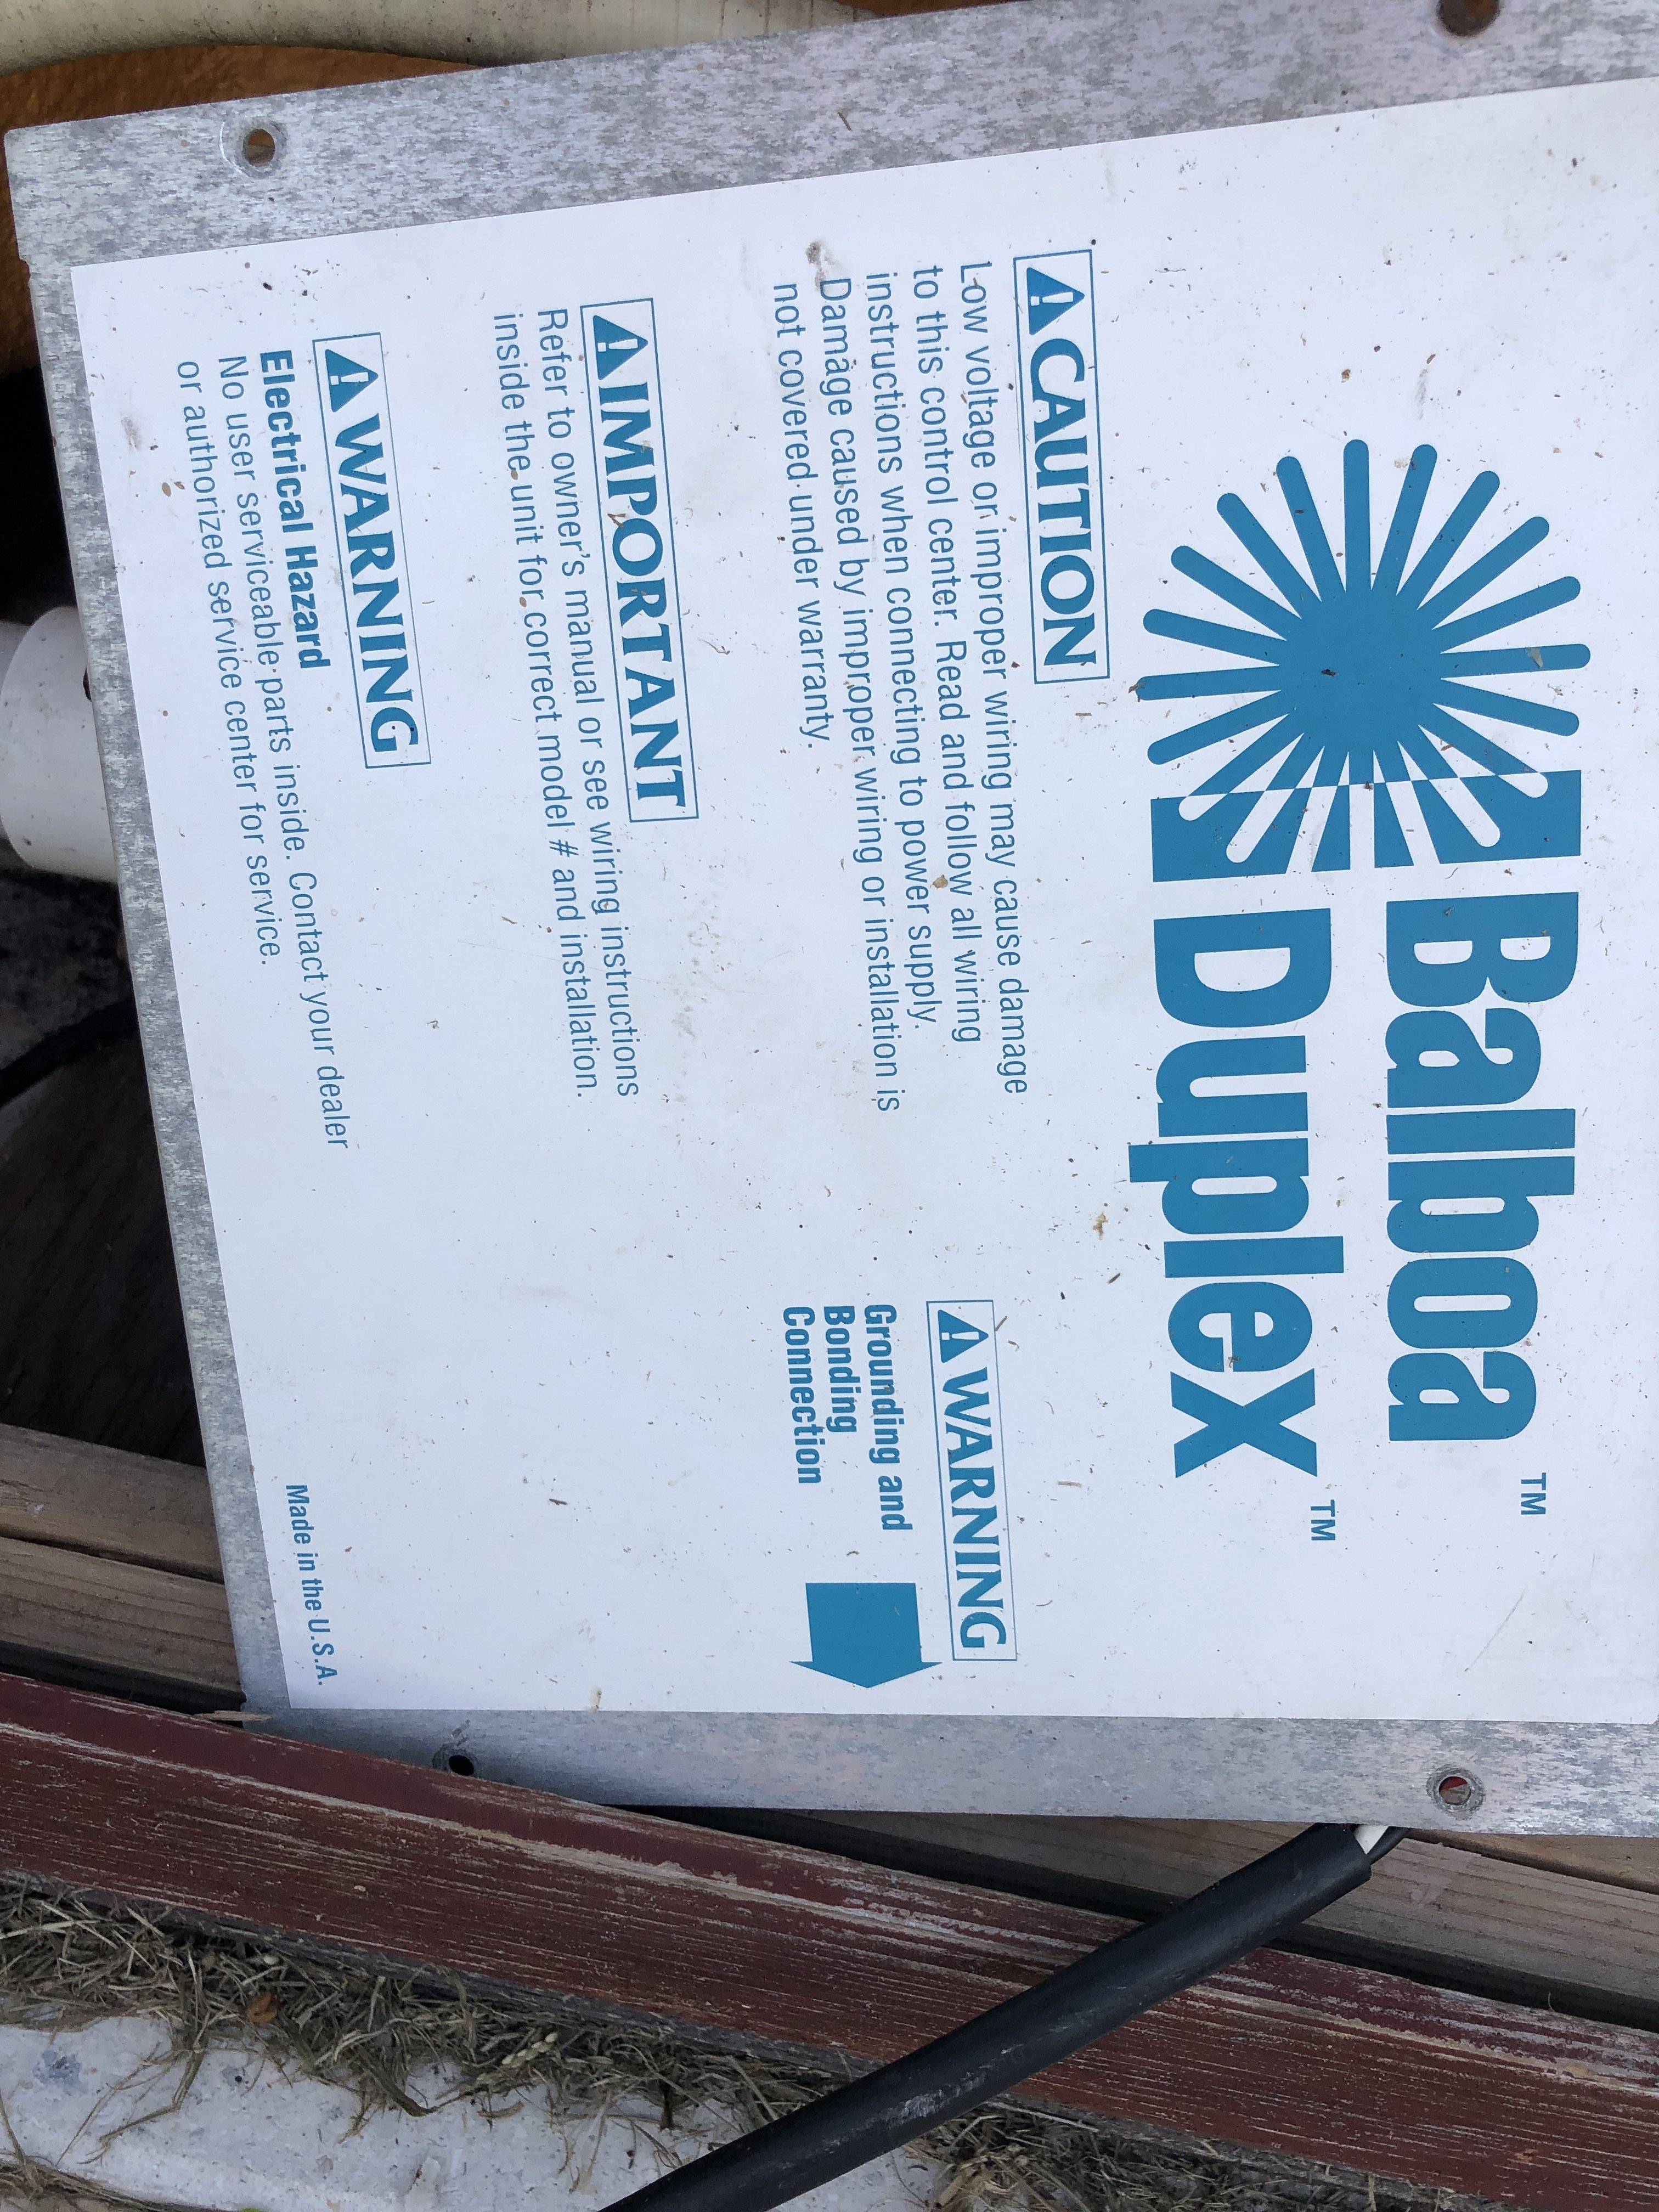 Balboa™
Duplex™
CAUTION
Low voltage or improper wiring may cause damage
to this control center. Read and follow all wiring
instructions when connecting to power supply.
Damage caused by improper wiring or installation is
not covered under warranty.
WARNING
Grounding and
Bonding
Connection
IMPORTANT
Refer to owner's manual or see wiring instructions
inside the unit for correct model # and installation.
WARNING
Electrical Hazard
No user serviceable parts inside. Contact your dealer
or authorized service center for service.
Made in the U.S.A.